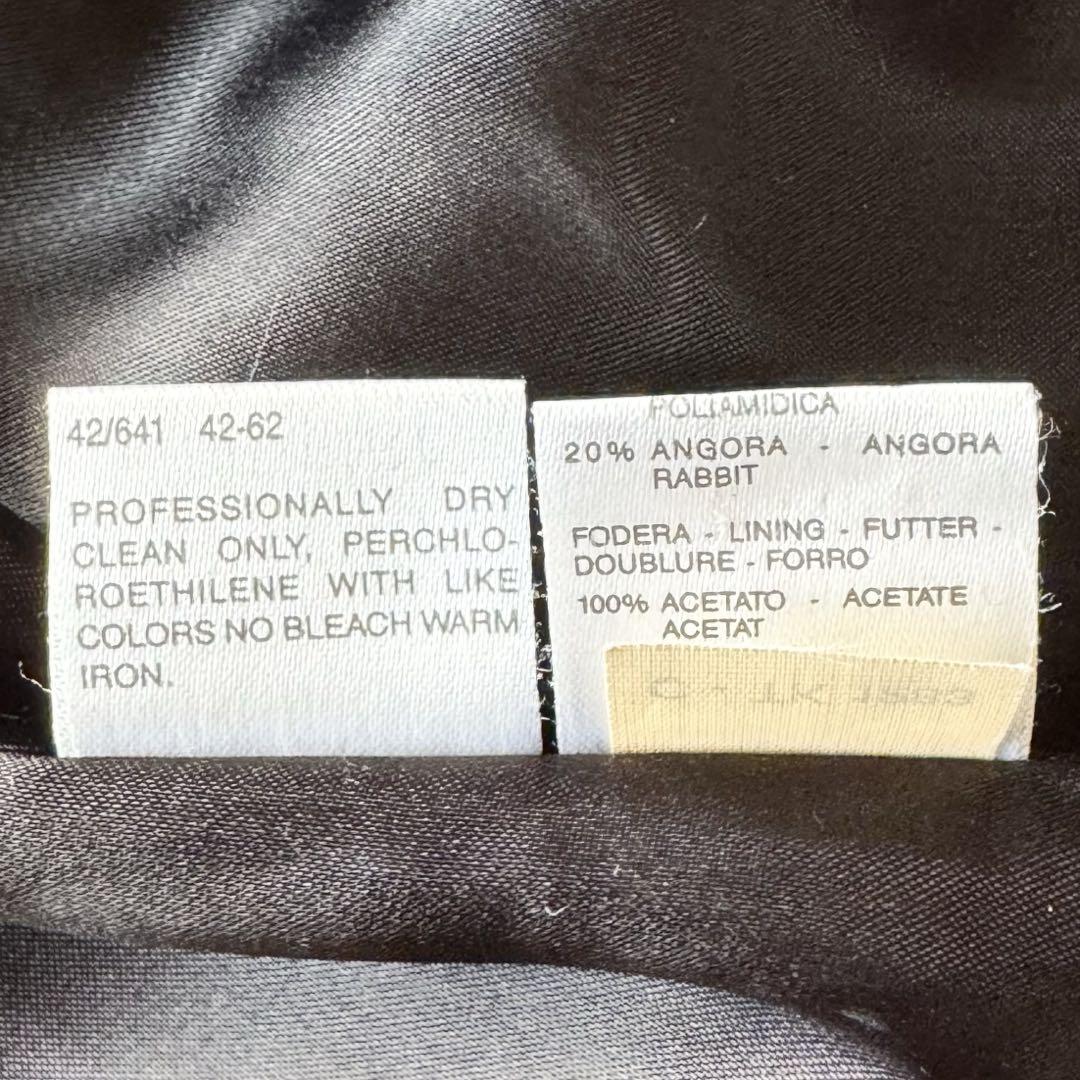 42/641 42-62
PROFESSIONALLY DRY
CLEAN ONLY, PERCHLO-
ROETHILENE WITH LIKE
COLORS NO BLEACH WARM
IRON.
POLIAMIDICA
20% ANGORA - ANGORA
RABBIT
FODERA - LINING - FUTTER -
DOUBLURE - FORRO
100% ACETATO - ACETATE
ACETAT